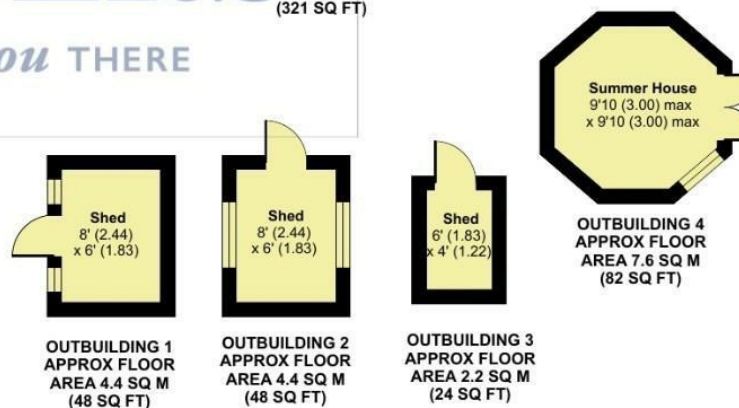 (321 SQ FT)
you THERE
Summer House
9'10 (3.00) max
x 9'10 (3.00) max
Shed
8' (2.44)
x 6' (1.83)
Shed
8' (2.44)
x 6' (1.83)
Shed
6' (1.83)
x 4' (1.22)
OUTBUILDING 4
APPROX FLOOR
AREA 7.6 SQ M
(82 SQ FT)
OUTBUILDING 1
APPROX FLOOR
AREA 4.4 SQ M
(48 SQ FT)
OUTBUILDING 2
APPROX FLOOR
AREA 4.4 SQ M
(48 SQ FT)
OUTBUILDING 3
APPROX FLOOR
AREA 2.2 SQ M
(24 SQ FT)